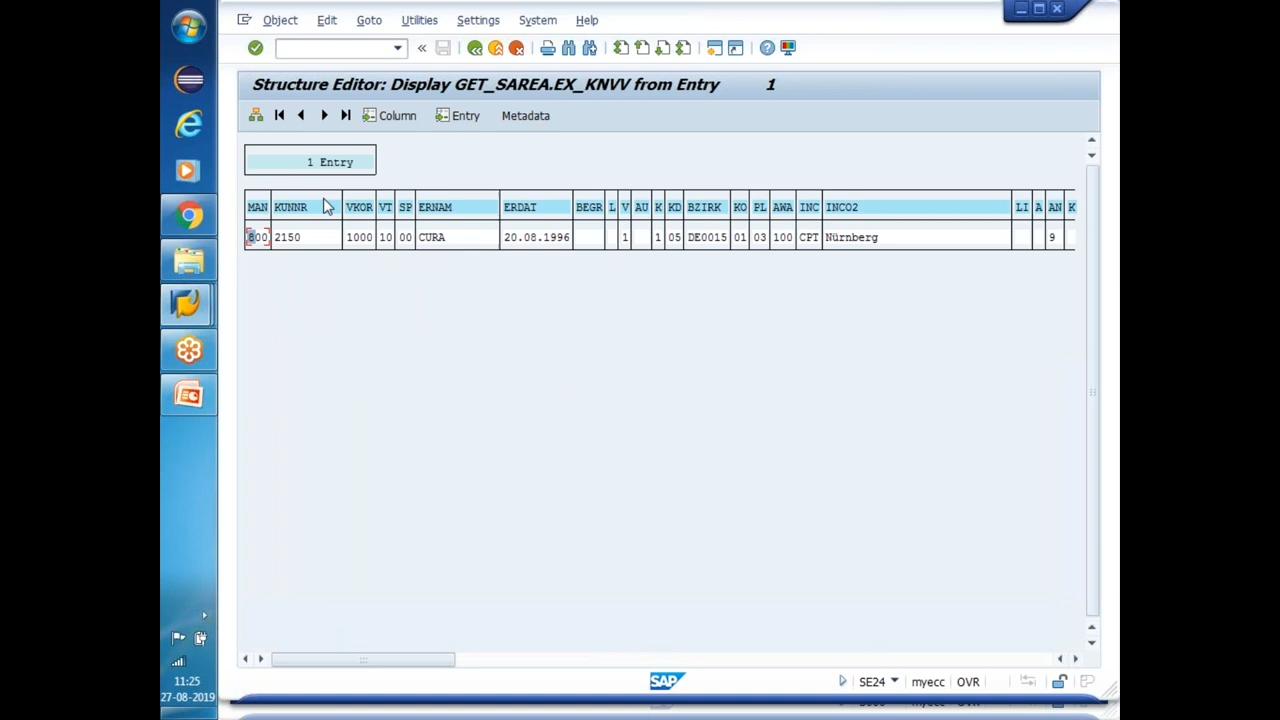 Object Edit Goto Utilities Settings System Help
Structure Editor: Display GET_SAREA.EX_KNVV from Entry 1
Column Entry Metadata
1 Entry
MAN KUNNR VKOR VT SP ERNAM ERDAT BEGR L V AU K KD BZIRK KO PL AWA INC INCO2 LI A AN K
800 2150 1000 10 00 CURA 20.08.1996 1 1 05 DE0015 01 03 100 CPT Nürnberg 9
SAP SE24 myecc OVR
11:25
27-08-2019